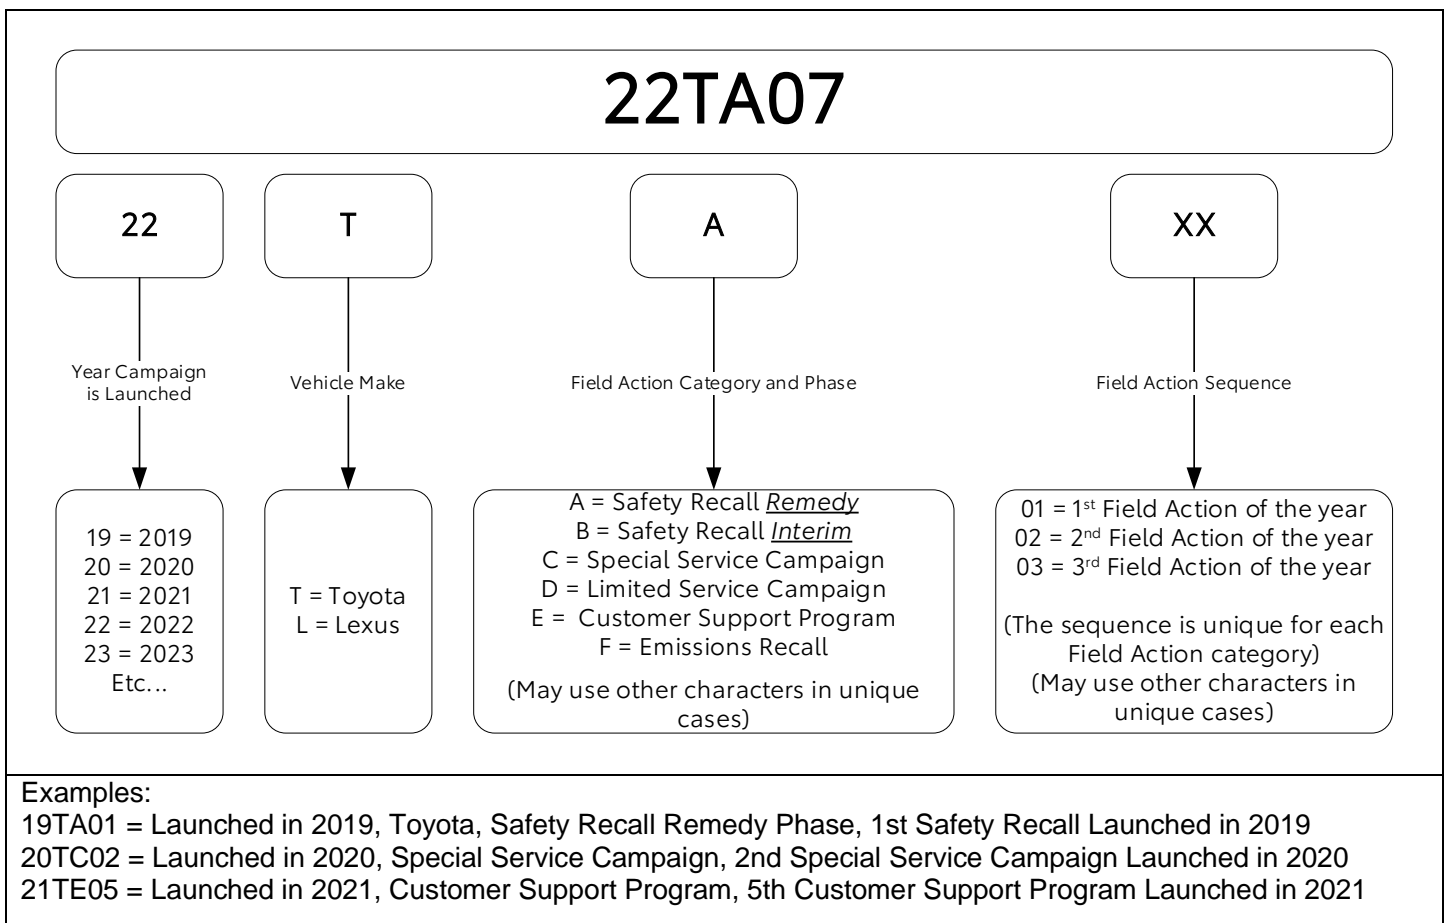 22TA07
22
T
A
XX
Year Campaign
is Launched
Vehicle Make
Field Action Category and Phase
Field Action Sequence
19 = 2019
20 = 2020
21 = 2021
22 = 2022
23 = 2023
Etc...
T = Toyota
L = Lexus
A = Safety Recall Remedy
B = Safety Recall Interim
C = Special Service Campaign
D = Limited Service Campaign
E = Customer Support Program
F = Emissions Recall
(May use other characters in unique
cases)
01 = 1st Field Action of the year
02 = 2nd Field Action of the year
03 = 3rd Field Action of the year
(The sequence is unique for each
Field Action category)
(May use other characters in
unique cases)
Examples:
19TA01 = Launched in 2019, Toyota, Safety Recall Remedy Phase, 1st Safety Recall Launched in 2019
20TC02 = Launched in 2020, Special Service Campaign, 2nd Special Service Campaign Launched in 2020
21TE05 = Launched in 2021, Customer Support Program, 5th Customer Support Program Launched in 2021